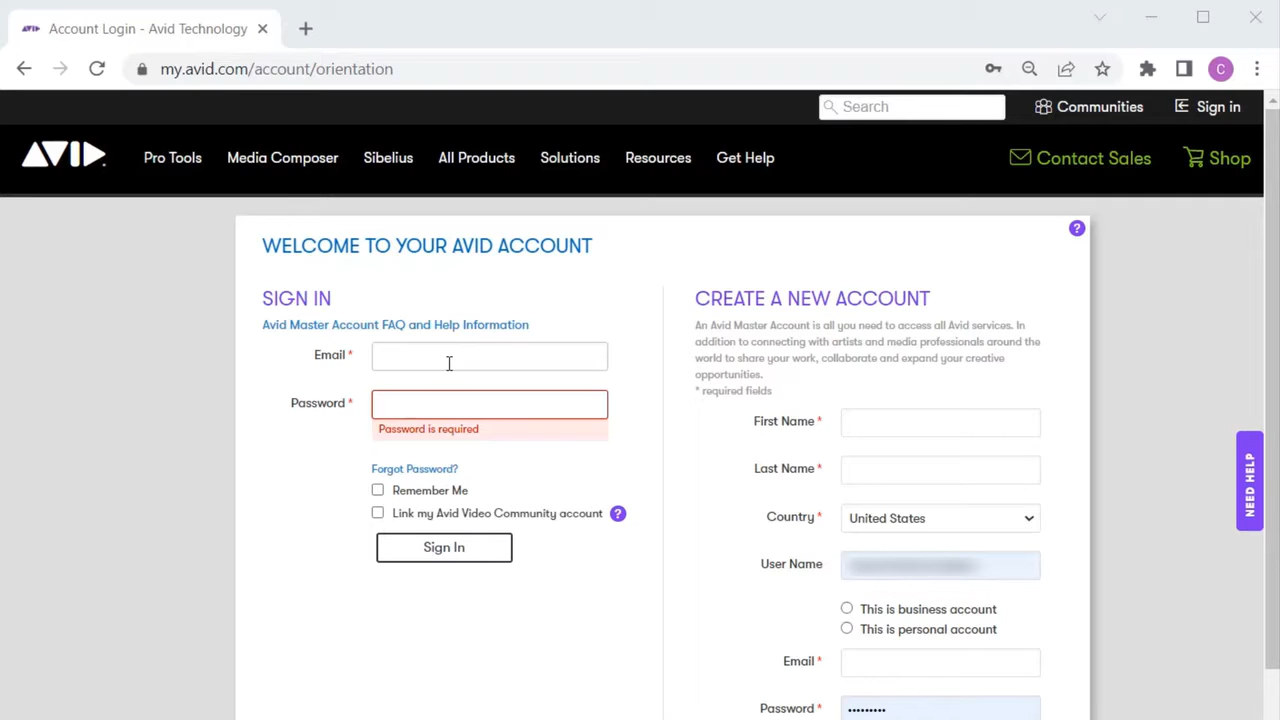 Account Login - Avid Technology
my.avid.com/account/orientation
C
Search
Communities
Sign in
AVID
Pro Tools
Media Composer
Sibelius
All Products
Solutions
Resources
Get Help
Contact Sales
Shop
WELCOME TO YOUR AVID ACCOUNT
?
SIGN IN
Avid Master Account FAQ and Help Information
Email *
Password *
Password is required
Forgot Password?
Remember Me
Link my Avid Video Community account ?
Sign In
CREATE A NEW ACCOUNT
An Avid Master Account is all you need to access all Avid services. In
addition to connecting with artists and media professionals around the
world to share your work, collaborate and expand your creative
opportunities.
* required fields
First Name *
Last Name *
Country * United States
User Name
This is business account
This is personal account
Email *
Password * •••••••••
NEED HELP